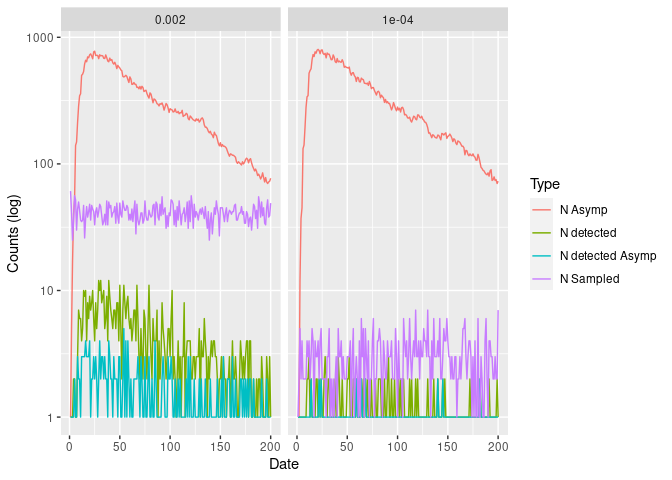 0.002
1e-04
1000
100
10
1
Counts (log)
0
50
100
150
200
0
50
100
150
200
Date
Type
N Asymp
N detected
N detected Asymp
N Sampled